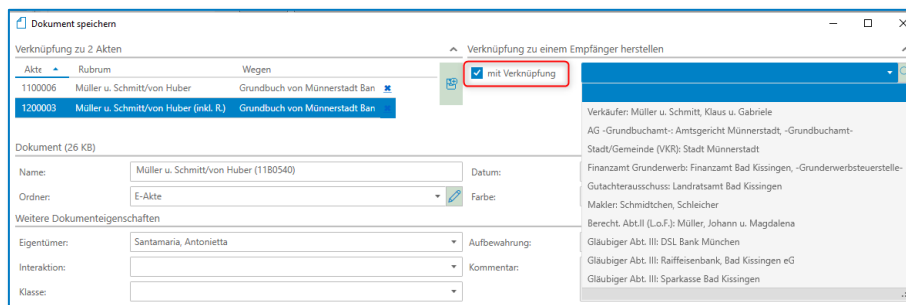 Dokument speichern
Verknüpfung zu 2 Akten
Akte Rubrum Wegen
1100006 Müller u. Schmitt/von Huber Grundbuch von Münnerstadt Ban
1200003 Müller u. Schmitt/von Huber (inkl. R.) Grundbuch von Münnerstadt Ban
Verknüpfung zu einem Empfänger herstellen
mit Verknüpfung
Verkäufer: Müller u. Schmitt, Klaus u. Gabriele
AG -Grundbuchamt-: Amtsgericht Münnerstadt, -Grundbuchamt-
Stadt/Gemeinde (VKR): Stadt Münnerstadt
Finanzamt Grunderwerb: Finanzamt Bad Kissingen, -Grunderwerbsteuerstelle-
Gutachterausschuss: Landratsamt Bad Kissingen
Makler: Schmidtchen, Schleicher
Berecht. Abt.II (L.o.F.): Müller, Johann u. Magdalena
Gläubiger Abt. III: DSL Bank München
Gläubiger Abt. III: Raiffeisenbank, Bad Kissingen eG
Gläubiger Abt. III: Sparkasse Bad Kissingen
Dokument (26 KB)
Name: Müller u. Schmitt/von Huber (1180540)
Datum:
Ordner: E-Akte
Farbe:
Weitere Dokumenteigenschaften
Eigentümer: Santamaria, Antonietta
Aufbewahrung:
Interaktion:
Kommentar:
Klasse: